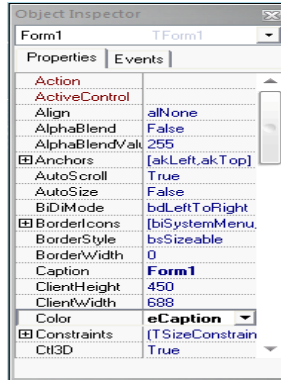 Object Inspector
Form1 TForm1
Properties Events
Action
ActiveControl
Align alNone
AlphaBlend False
AlphaBlendValu 255
Anchors [akLeft,akTop]
AutoScroll True
AutoSize False
BiDiMode bdLeftToRight
BorderIcons [biSystemMenu,
BorderStyle bsSizeable
BorderWidth 0
Caption Form1
ClientHeight 450
ClientWidth 688
Color eCaption
Constraints (TSizeConstrain
Ctl3D True